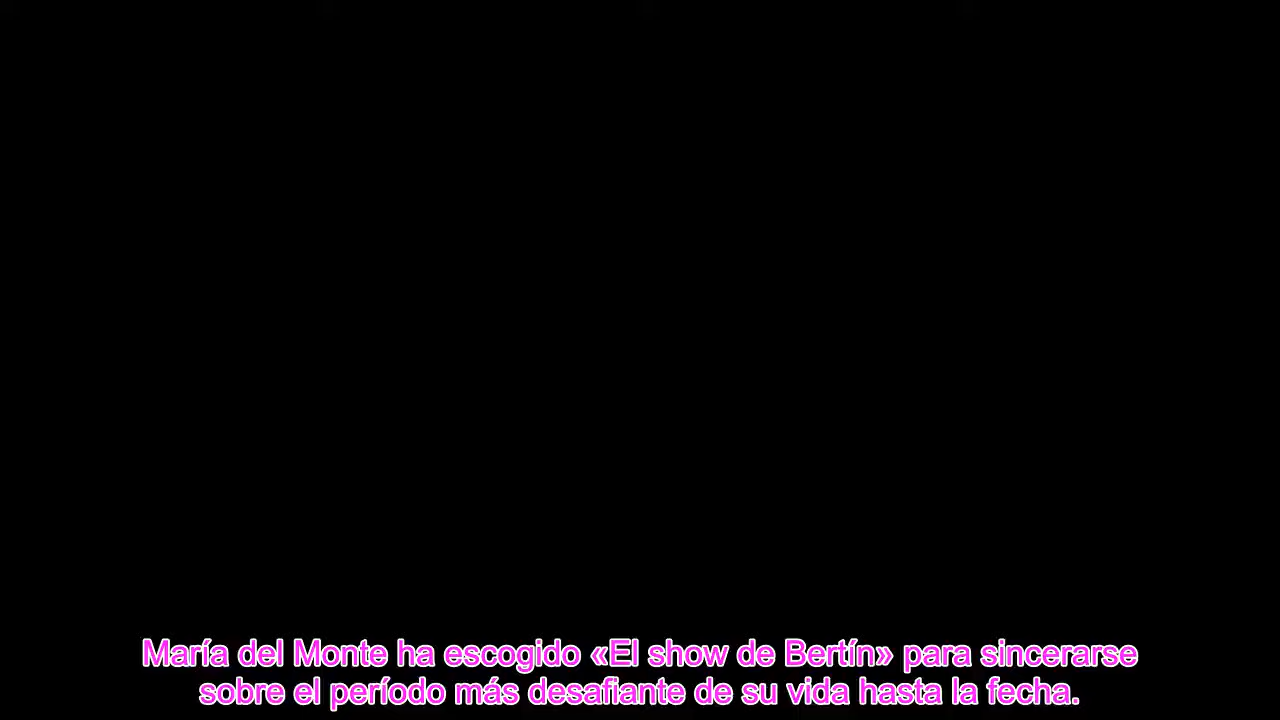 María del Monte ha escogido «El show de Bertín» para sincerarse
sobre el período más desafiante de su vida hasta la fecha.